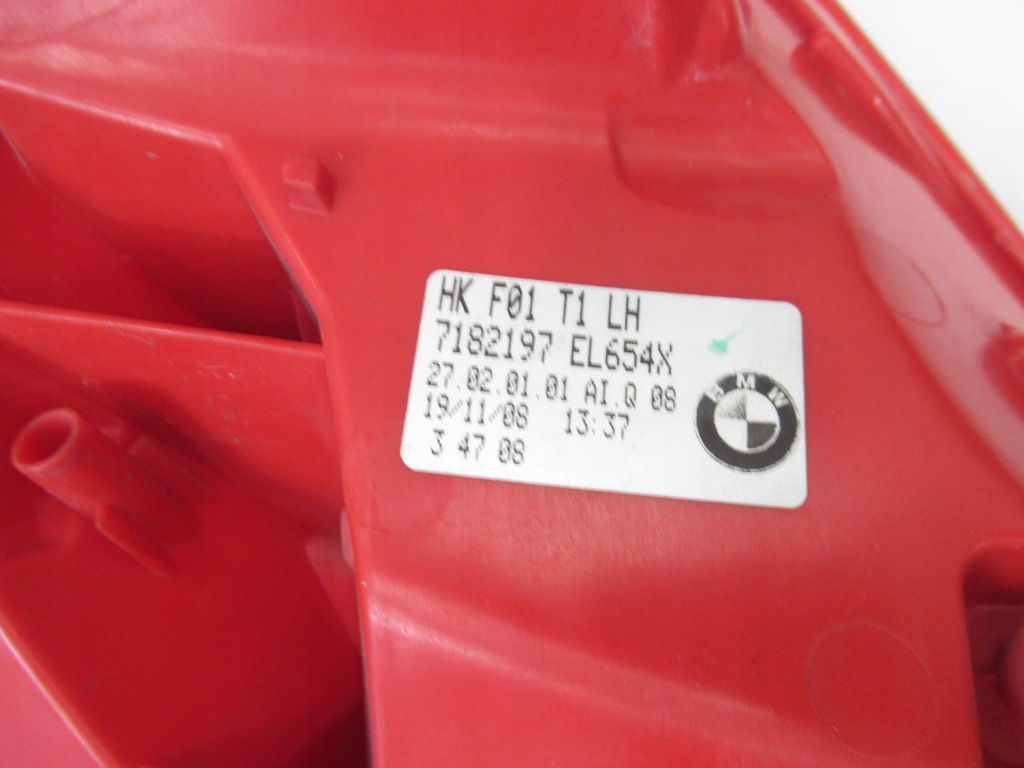 HK F01 T1 LH
7182197 EL654X
27.02.01.01 AI.Q 08
19/11/08 13:37
3 47 08
BMW